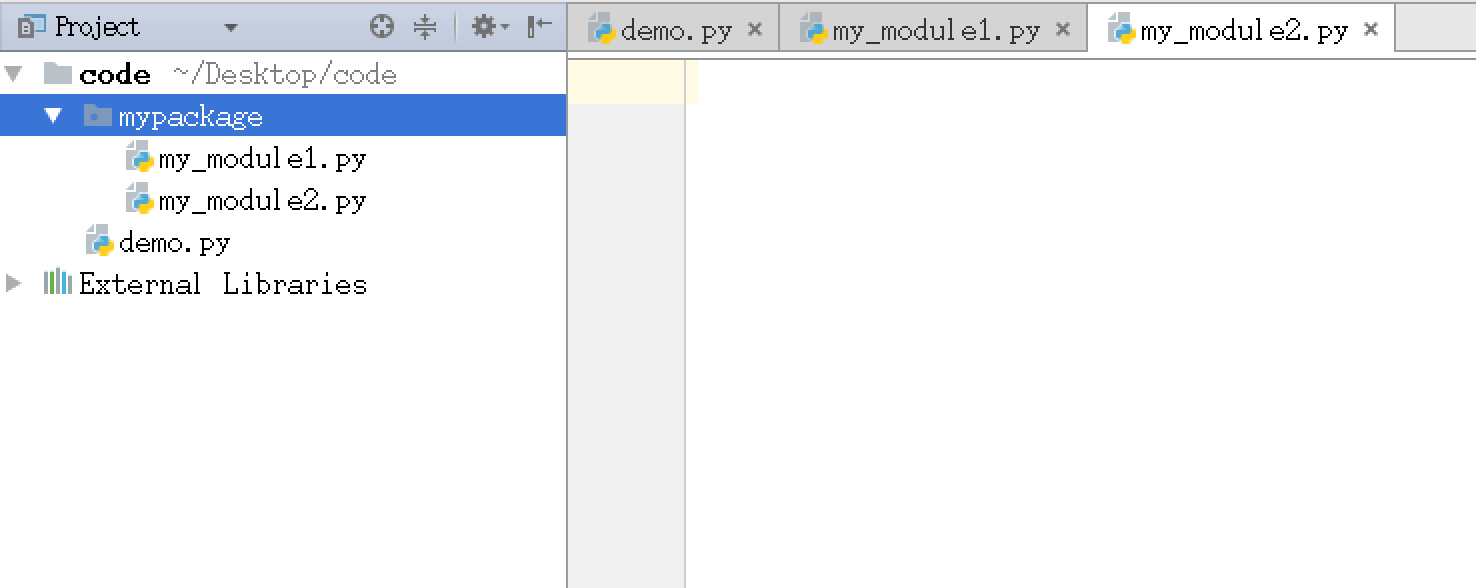 Project
demo.py
my_module1.py
my_module2.py
code ~/Desktop/code
mypackage
my_module1.py
my_module2.py
demo.py
External Libraries